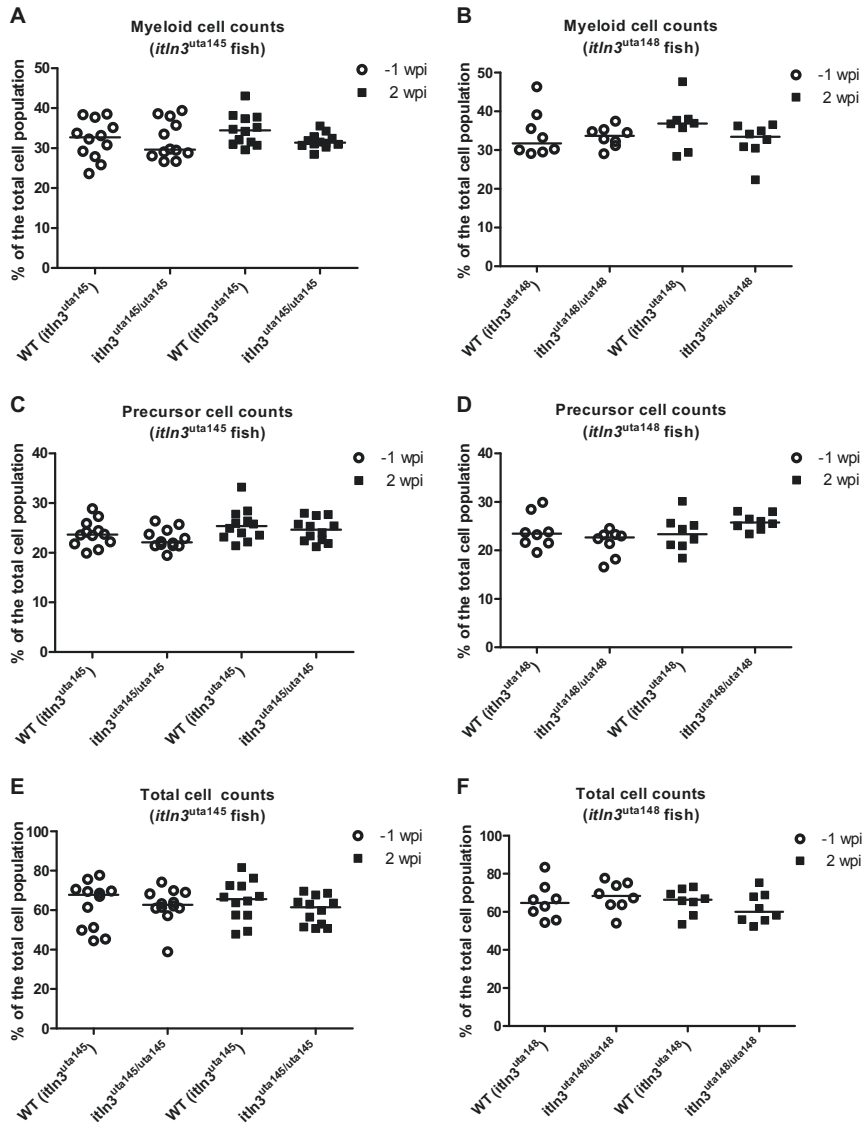 A
Myeloid cell counts
(itln3uta145 fish)
-1 wpi
2 wpi
% of the total cell population
50
40
30
20
10
0
WT (itln3uta145)
itln3uta145/uta145
WT (itln3uta145)
itln3uta145/uta145
B
Myeloid cell counts
(itln3uta148 fish)
-1 wpi
2 wpi
% of the total cell population
50
40
30
20
10
0
WT (itln3uta148)
itln3uta148/uta148
WT (itln3uta148)
itln3uta148/uta148
C
Precursor cell counts
(itln3uta145 fish)
-1 wpi
2 wpi
% of the total cell population
40
30
20
10
0
WT (itln3uta145)
itln3uta145/uta145
WT (itln3uta145)
itln3uta145/uta145
D
Precursor cell counts
(itln3uta148 fish)
-1 wpi
2 wpi
% of the total cell population
40
30
20
10
0
WT (itln3uta148)
itln3uta148/uta148
WT (itln3uta148)
itln3uta148/uta148
E
Total cell counts
(itln3uta145 fish)
-1 wpi
2 wpi
% of the total cell population
100
80
60
40
20
0
WT (itln3uta145)
itln3uta145/uta145
WT (itln3uta145)
itln3uta145/uta145
F
Total cell counts
(itln3uta148 fish)
-1 wpi
2 wpi
% of the total cell population
100
80
60
40
20
0
WT (itln3uta148)
itln3uta148/uta148
WT (itln3uta148)
itln3uta148/uta148